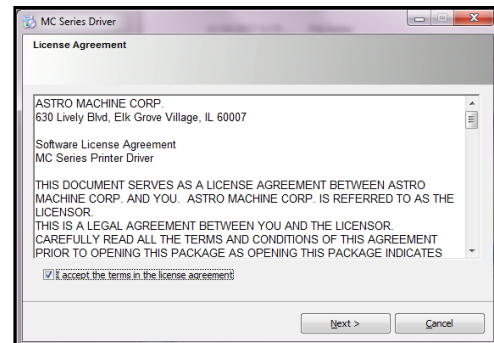 MC Series Driver
License Agreement
ASTRO MACHINE CORP.
630 Lively Blvd, Elk Grove Village, IL 60007
Software License Agreement
MC Series Printer Driver
THIS DOCUMENT SERVES AS A LICENSE AGREEMENT BETWEEN ASTRO
MACHINE CORP. AND YOU.  ASTRO MACHINE CORP. IS REFERRED TO AS THE
LICENSOR.
THIS IS A LEGAL AGREEMENT BETWEEN YOU AND THE LICENSOR.
CAREFULLY READ ALL THE TERMS AND CONDITIONS OF THIS AGREEMENT
PRIOR TO OPENING THIS PACKAGE AS OPENING THIS PACKAGE INDICATES
I accept the terms in the license agreement
Next >
Cancel